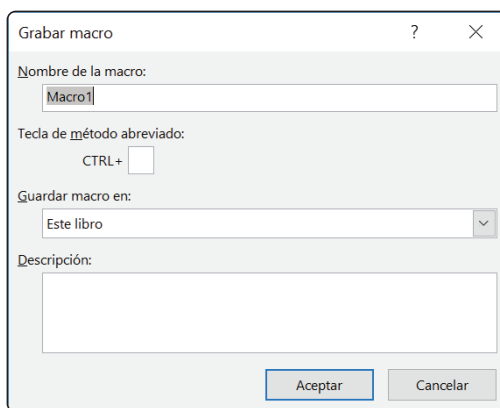 Grabar macro
Nombre de la macro:
Macro1
Tecla de método abreviado:
CTRL+
Guardar macro en:
Este libro
Descripción:
Aceptar Cancelar